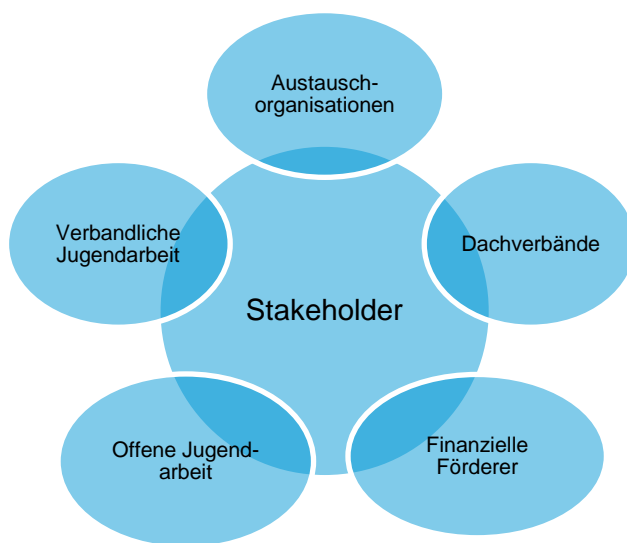 Austausch-
organisationen
Verbandliche
Jugendarbeit
Dachverbände
Stakeholder
Offene Jugend-
arbeit
Finanzielle
Förderer